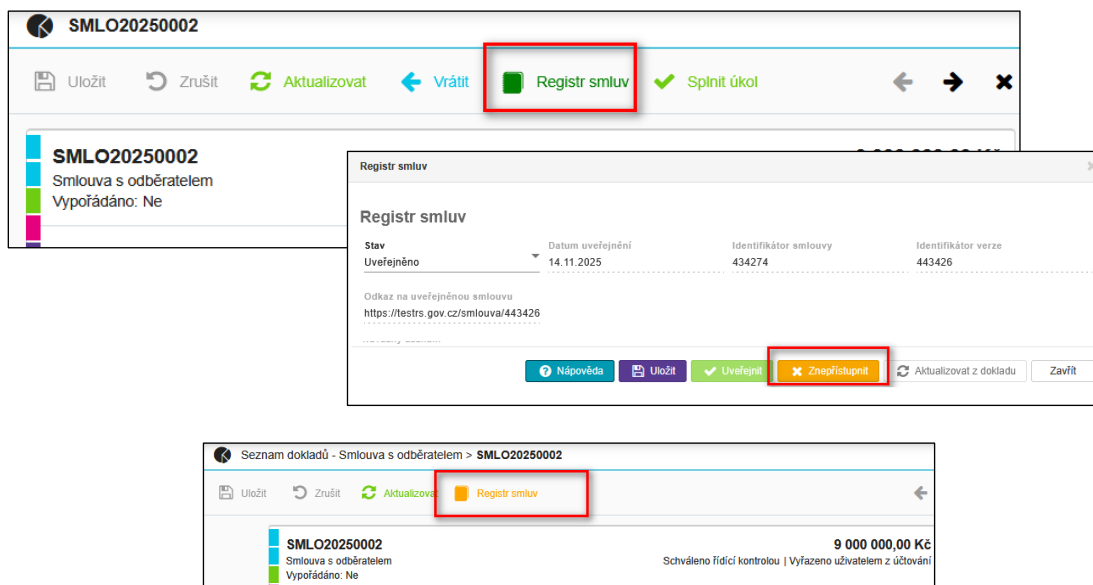 SMLO20250002
Uložit Zrušit Aktualizovat Vrátit Registr smluv Splnit úkol
SMLO20250002
Smlouva s odběratelem
Vypořádáno: Ne
Registr smluv
Registr smluv
Stav Datum uveřejnění Identifikátor smlouvy Identifikátor verze
Uveřejněno 14.11.2025 434274 443426
Odkaz na uveřejněnou smlouvu
https://testrs.gov.cz/smlouva/443426
Nápověda Uložit Uveřejnit Znepřístupnit Aktualizovat z dokladu Zavřít
Seznam dokladů - Smlouva s odběratelem > SMLO20250002
Uložit Zrušit Aktualizovat Registr smluv
SMLO20250002 9 000 000,00 Kč
Smlouva s odběratelem Schváleno řídící kontrolou | Vyřazeno uživatelem z účtování
Vypořádáno: Ne